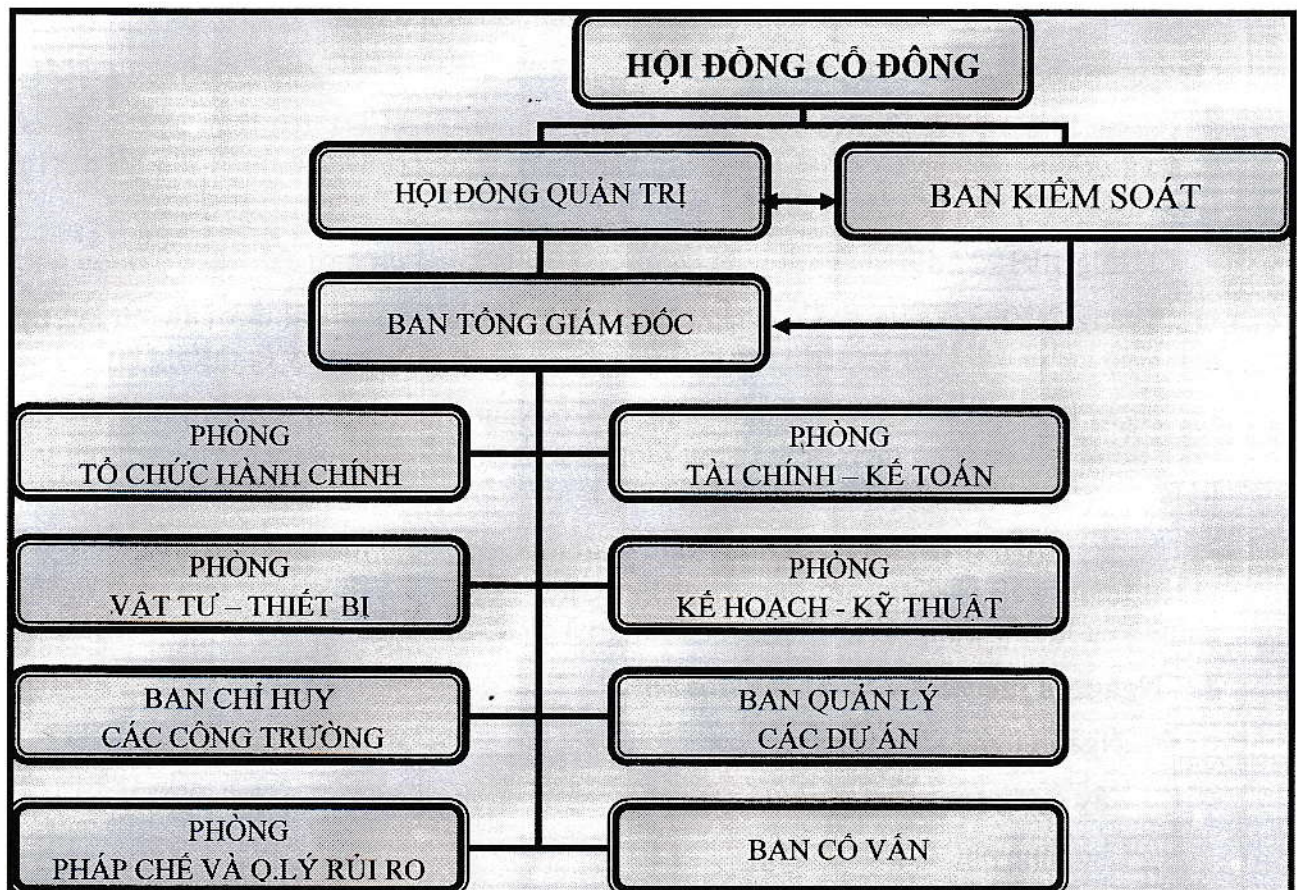 HỘI ĐỒNG CỔ ĐÔNG
HỘI ĐỒNG QUẢN TRỊ
BAN KIỂM SOÁT
BAN TỔNG GIÁM ĐỐC
PHÒNG
TỔ CHỨC HÀNH CHÍNH
PHÒNG
TÀI CHÍNH – KẾ TOÁN
PHÒNG
VẬT TƯ – THIẾT BỊ
PHÒNG
KẾ HOẠCH - KỸ THUẬT
BAN CHỈ HUY
CÁC CÔNG TRƯỜNG
BAN QUẢN LÝ
CÁC DỰ ÁN
PHÒNG
PHÁP CHẾ VÀ Q.LÝ RỦI RO
BAN CỐ VẤN